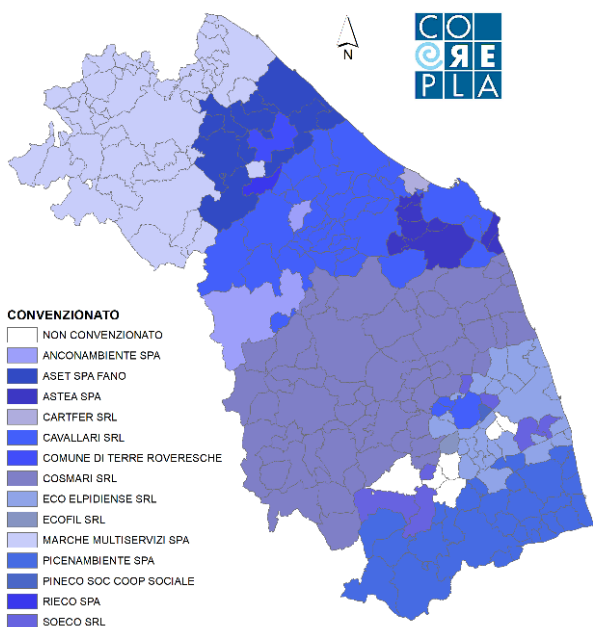 CO
RE
PLA
N
CONVENZIONATO
NON CONVENZIONATO
ANCONAMBIENTE SPA
ASET SPA FANO
ASTEA SPA
CARTFER SRL
CAVALLARI SRL
COMUNE DI TERRE ROVERESCHE
COSMARI SRL
ECO ELPIDIENSE SRL
ECOFIL SRL
MARCHE MULTISERVIZI SPA
PICENAMBIENTE SPA
PINECO SOC COOP SOCIALE
RIECO SPA
SOECO SRL